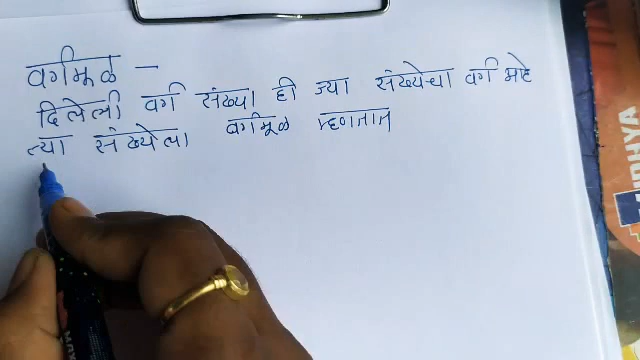 वर्गमूळ –
दिलेली वर्ग संख्या ही ज्या संख्येचा वर्ग आहे
त्या संख्येला वर्गमूळ म्हणतात